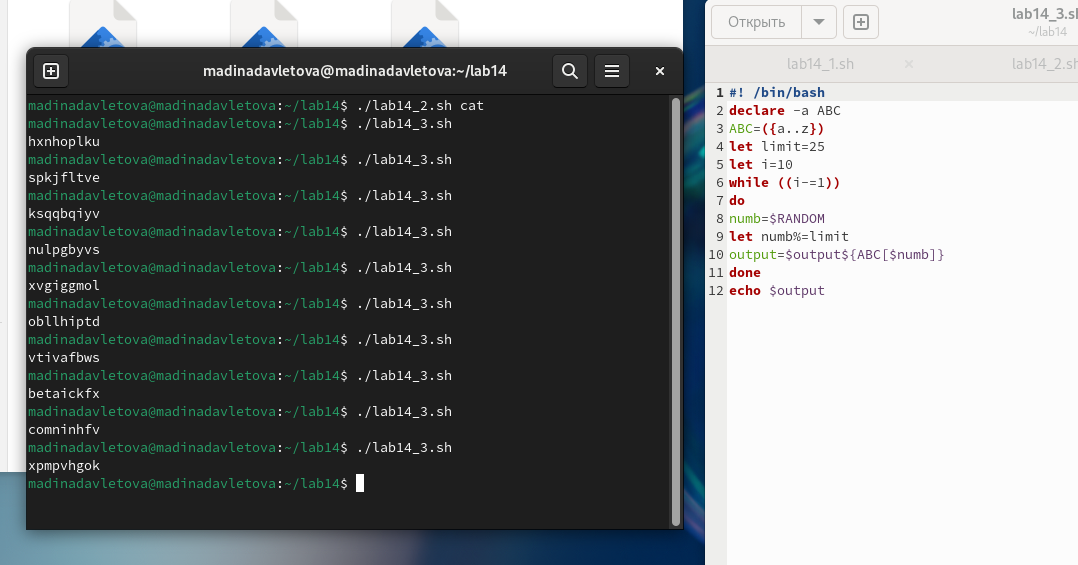 madinadavletova@madinadavletova:~/lab14
madinadavletova@madinadavletova:~/lab14$ ./lab14_2.sh cat
madinadavletova@madinadavletova:~/lab14$ ./lab14_3.sh
hxnhoplku
madinadavletova@madinadavletova:~/lab14$ ./lab14_3.sh
spkjfltve
madinadavletova@madinadavletova:~/lab14$ ./lab14_3.sh
ksqqbqiyv
madinadavletova@madinadavletova:~/lab14$ ./lab14_3.sh
nulpgbyvs
madinadavletova@madinadavletova:~/lab14$ ./lab14_3.sh
xvgiggmol
madinadavletova@madinadavletova:~/lab14$ ./lab14_3.sh
obllhiptd
madinadavletova@madinadavletova:~/lab14$ ./lab14_3.sh
vtivafbws
madinadavletova@madinadavletova:~/lab14$ ./lab14_3.sh
betaickfx
madinadavletova@madinadavletova:~/lab14$ ./lab14_3.sh
comninhfv
madinadavletova@madinadavletova:~/lab14$ ./lab14_3.sh
xpmpvhgok
madinadavletova@madinadavletova:~/lab14$
Открыть
lab14_3.sh
~/lab14
lab14_1.sh
lab14_2.sh
1 #! /bin/bash
2 declare -a ABC
3 ABC=({a..z})
4 let limit=25
5 let i=10
6 while ((i-=1))
7 do
8 numb=$RANDOM
9 let numb%=limit
10 output=$output${ABC[$numb]}
11 done
12 echo $output